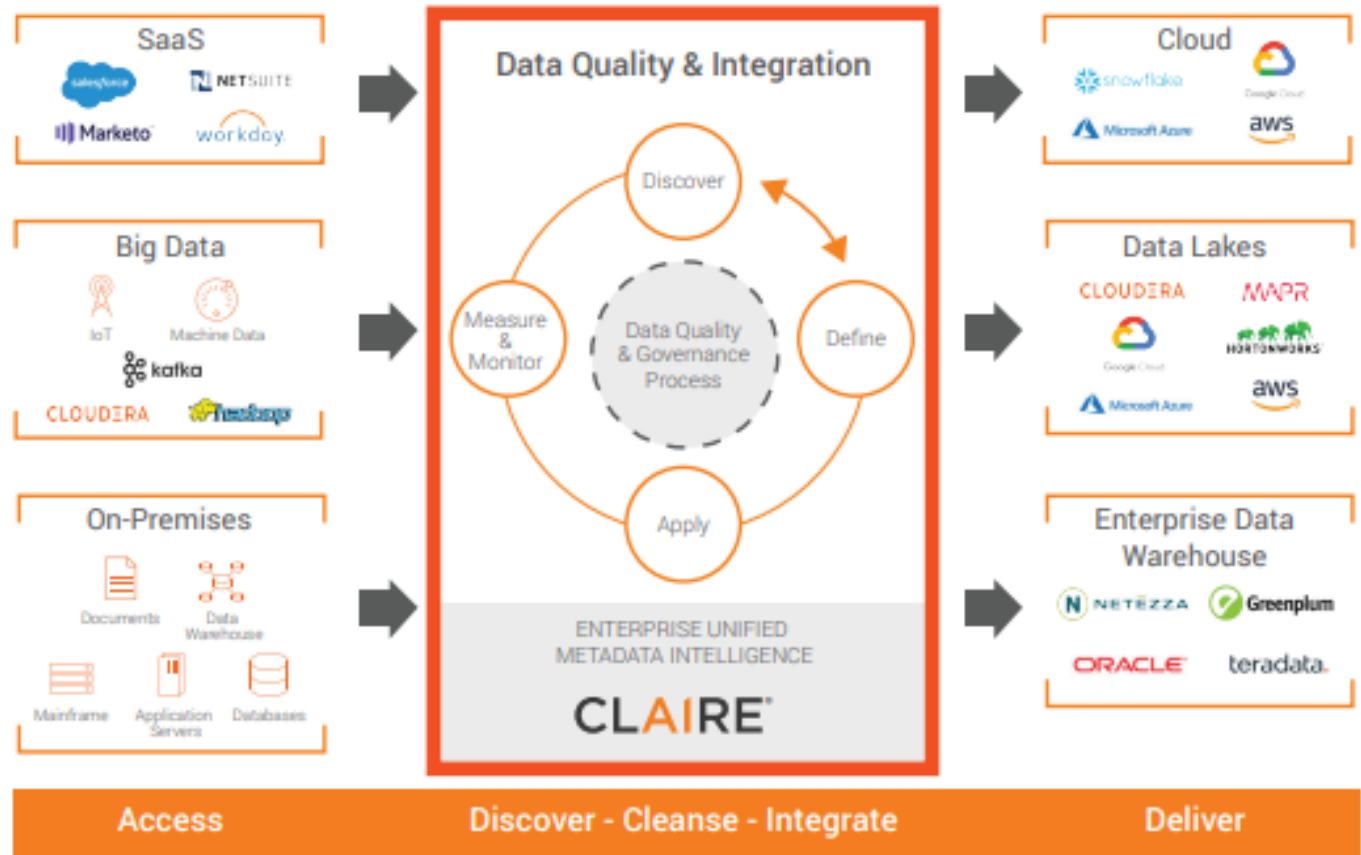 SaaS
salesforce
NETSUITE
Marketo
workday.
Big Data
IoT
Machine Data
kafka
CLOUDERA
hadoop
On-Premises
Documents
Data
Warehouse
Mainframe
Application
Servers
Databases
Data Quality & Integration
Discover
Define
Apply
Measure
&
Monitor
Data Quality
& Governance
Process
ENTERPRISE UNIFIED
METADATA INTELLIGENCE
CLAIRE®
Cloud
snowflake
Google Cloud
Microsoft Azure
aws
Data Lakes
CLOUDERA
MAPR
Google Cloud
HORTONWORKS
Microsoft Azure
aws
Enterprise Data
Warehouse
N NETEZZA
Greenplum
ORACLE
teradata.
Access
Discover - Cleanse - Integrate
Deliver